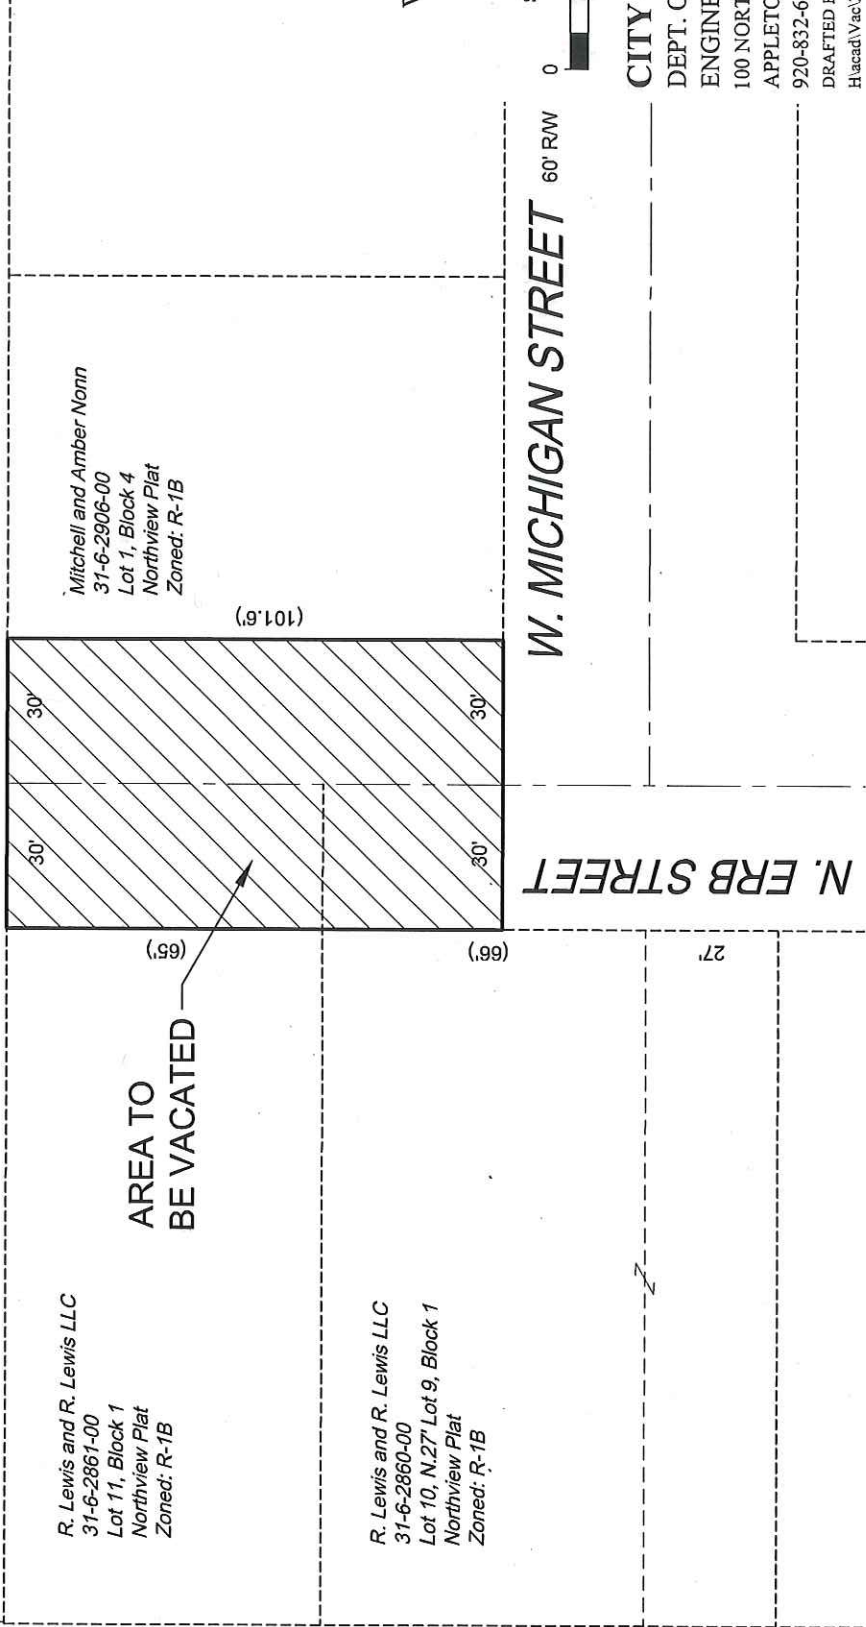 R. Lewis and R. Lewis LLC
31-6-2861-00
Lot 11, Block 1
Northview Plat
Zoned: R-1B
AREA TO
BE VACATED
30'
30'
Mitchell and Amber Nonn
31-6-2906-00
Lot 1, Block 4
Northview Plat
Zoned: R-1B
(65')
(101.6')
R. Lewis and R. Lewis LLC
31-6-2860-00
Lot 10, N.27' Lot 9, Block 1
Northview Plat
Zoned: R-1B
(66')
30'
30'
N. ERB STREET
W. MICHIGAN STREET 60' R/W
27'
Z
0
CITY
DEPT. O
ENGINE
100 NORT
APPLETO
920-832-6
DRAFTED
H\acad\Vac\